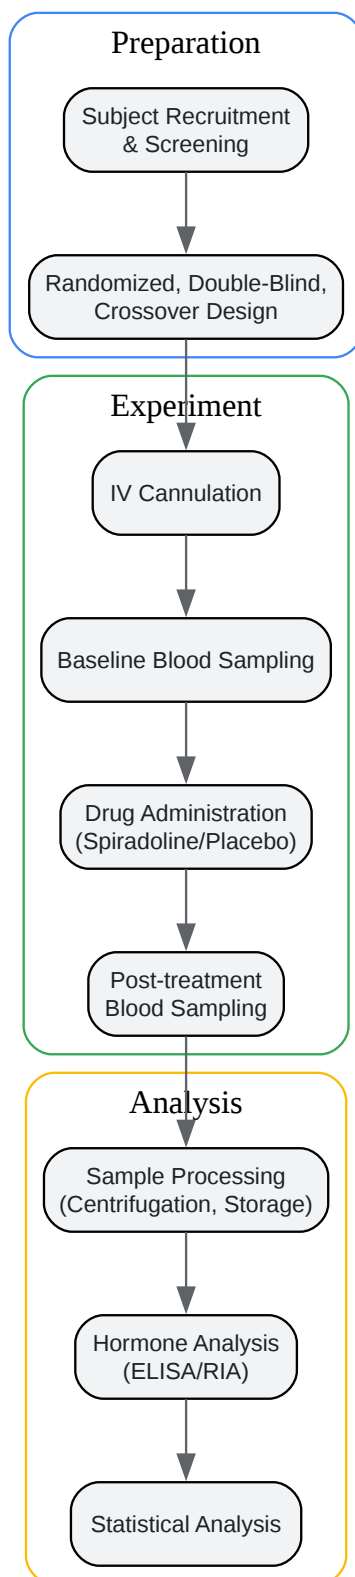 Preparation
Subject Recruitment
& Screening
Randomized, Double-Blind,
Crossover Design
Experiment
IV Cannulation
Baseline Blood Sampling
Drug Administration
(Spiradoline/Placebo)
Post-treatment
Blood Sampling
Analysis
Sample Processing
(Centrifugation, Storage)
Hormone Analysis
(ELISA/RIA)
Statistical Analysis